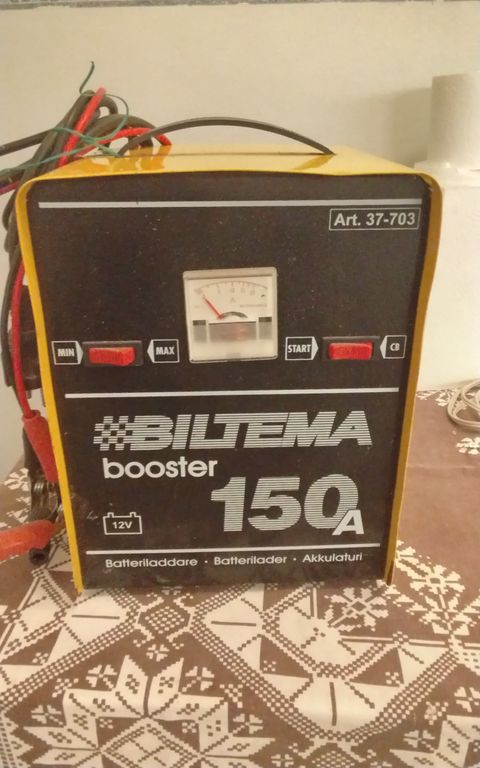 Art. 37-703
A
MIN MAX START CB
BILTEMA
booster
150A
12V
Batteriladdare · Batterilader · Akkulaturi